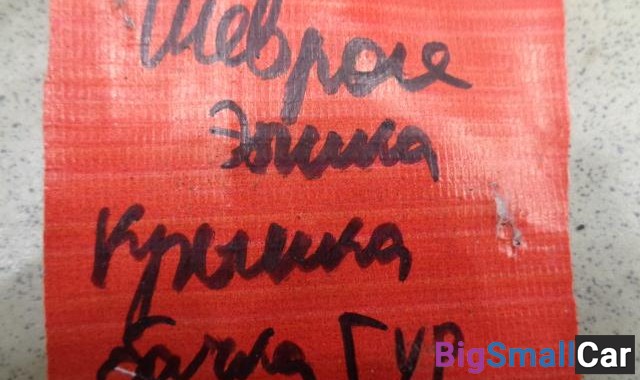 Шевроле
Эпика
Крышка
бачка ГУР
BigSmallCar